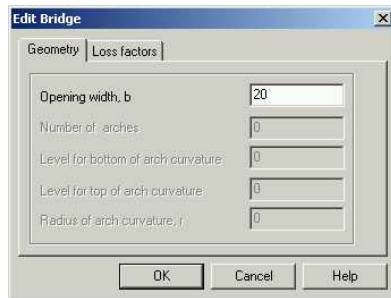 Edit Bridge
Geometry Loss factors
Opening width, b 20
Number of arches 0
Level for bottom of arch curvature 0
Level for top of arch curvature 0
Radius of arch curvature, r 0
OK Cancel Help